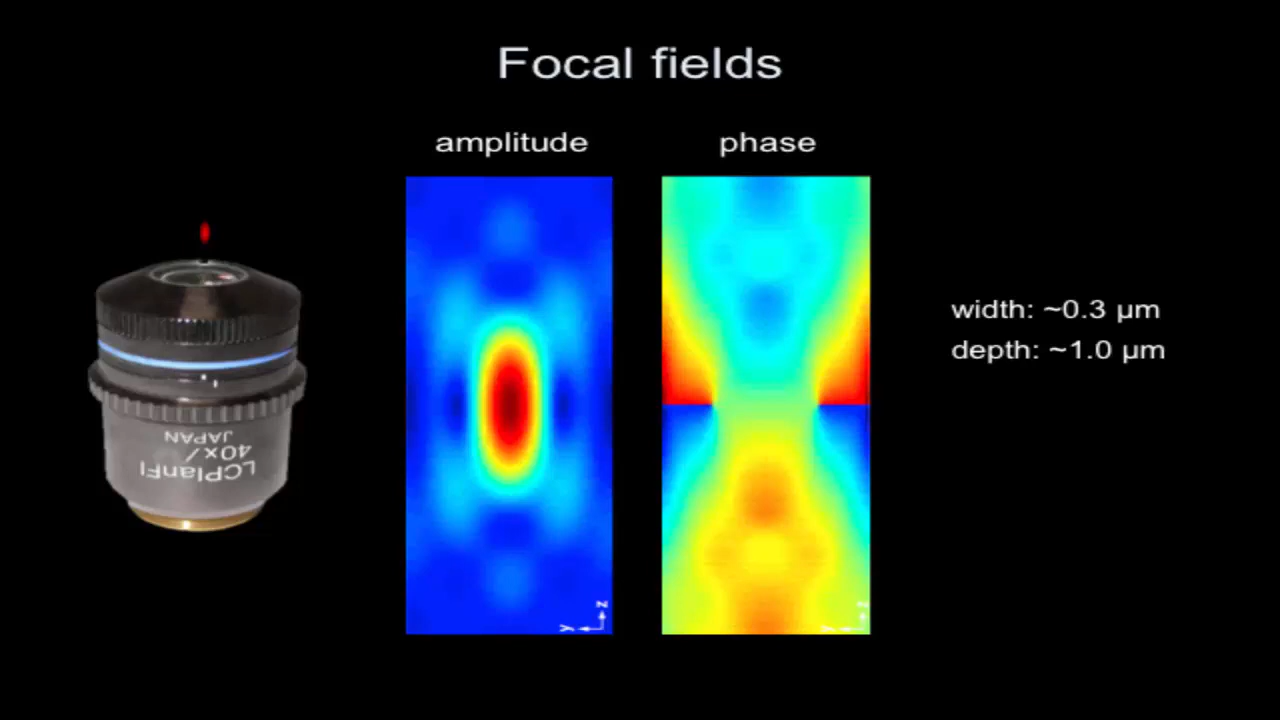 Focal fields
amplitude
phase
width: ~0.3 µm
depth: ~1.0 µm
LCPlanFl
40x/
JAPAN
z
y
z
y